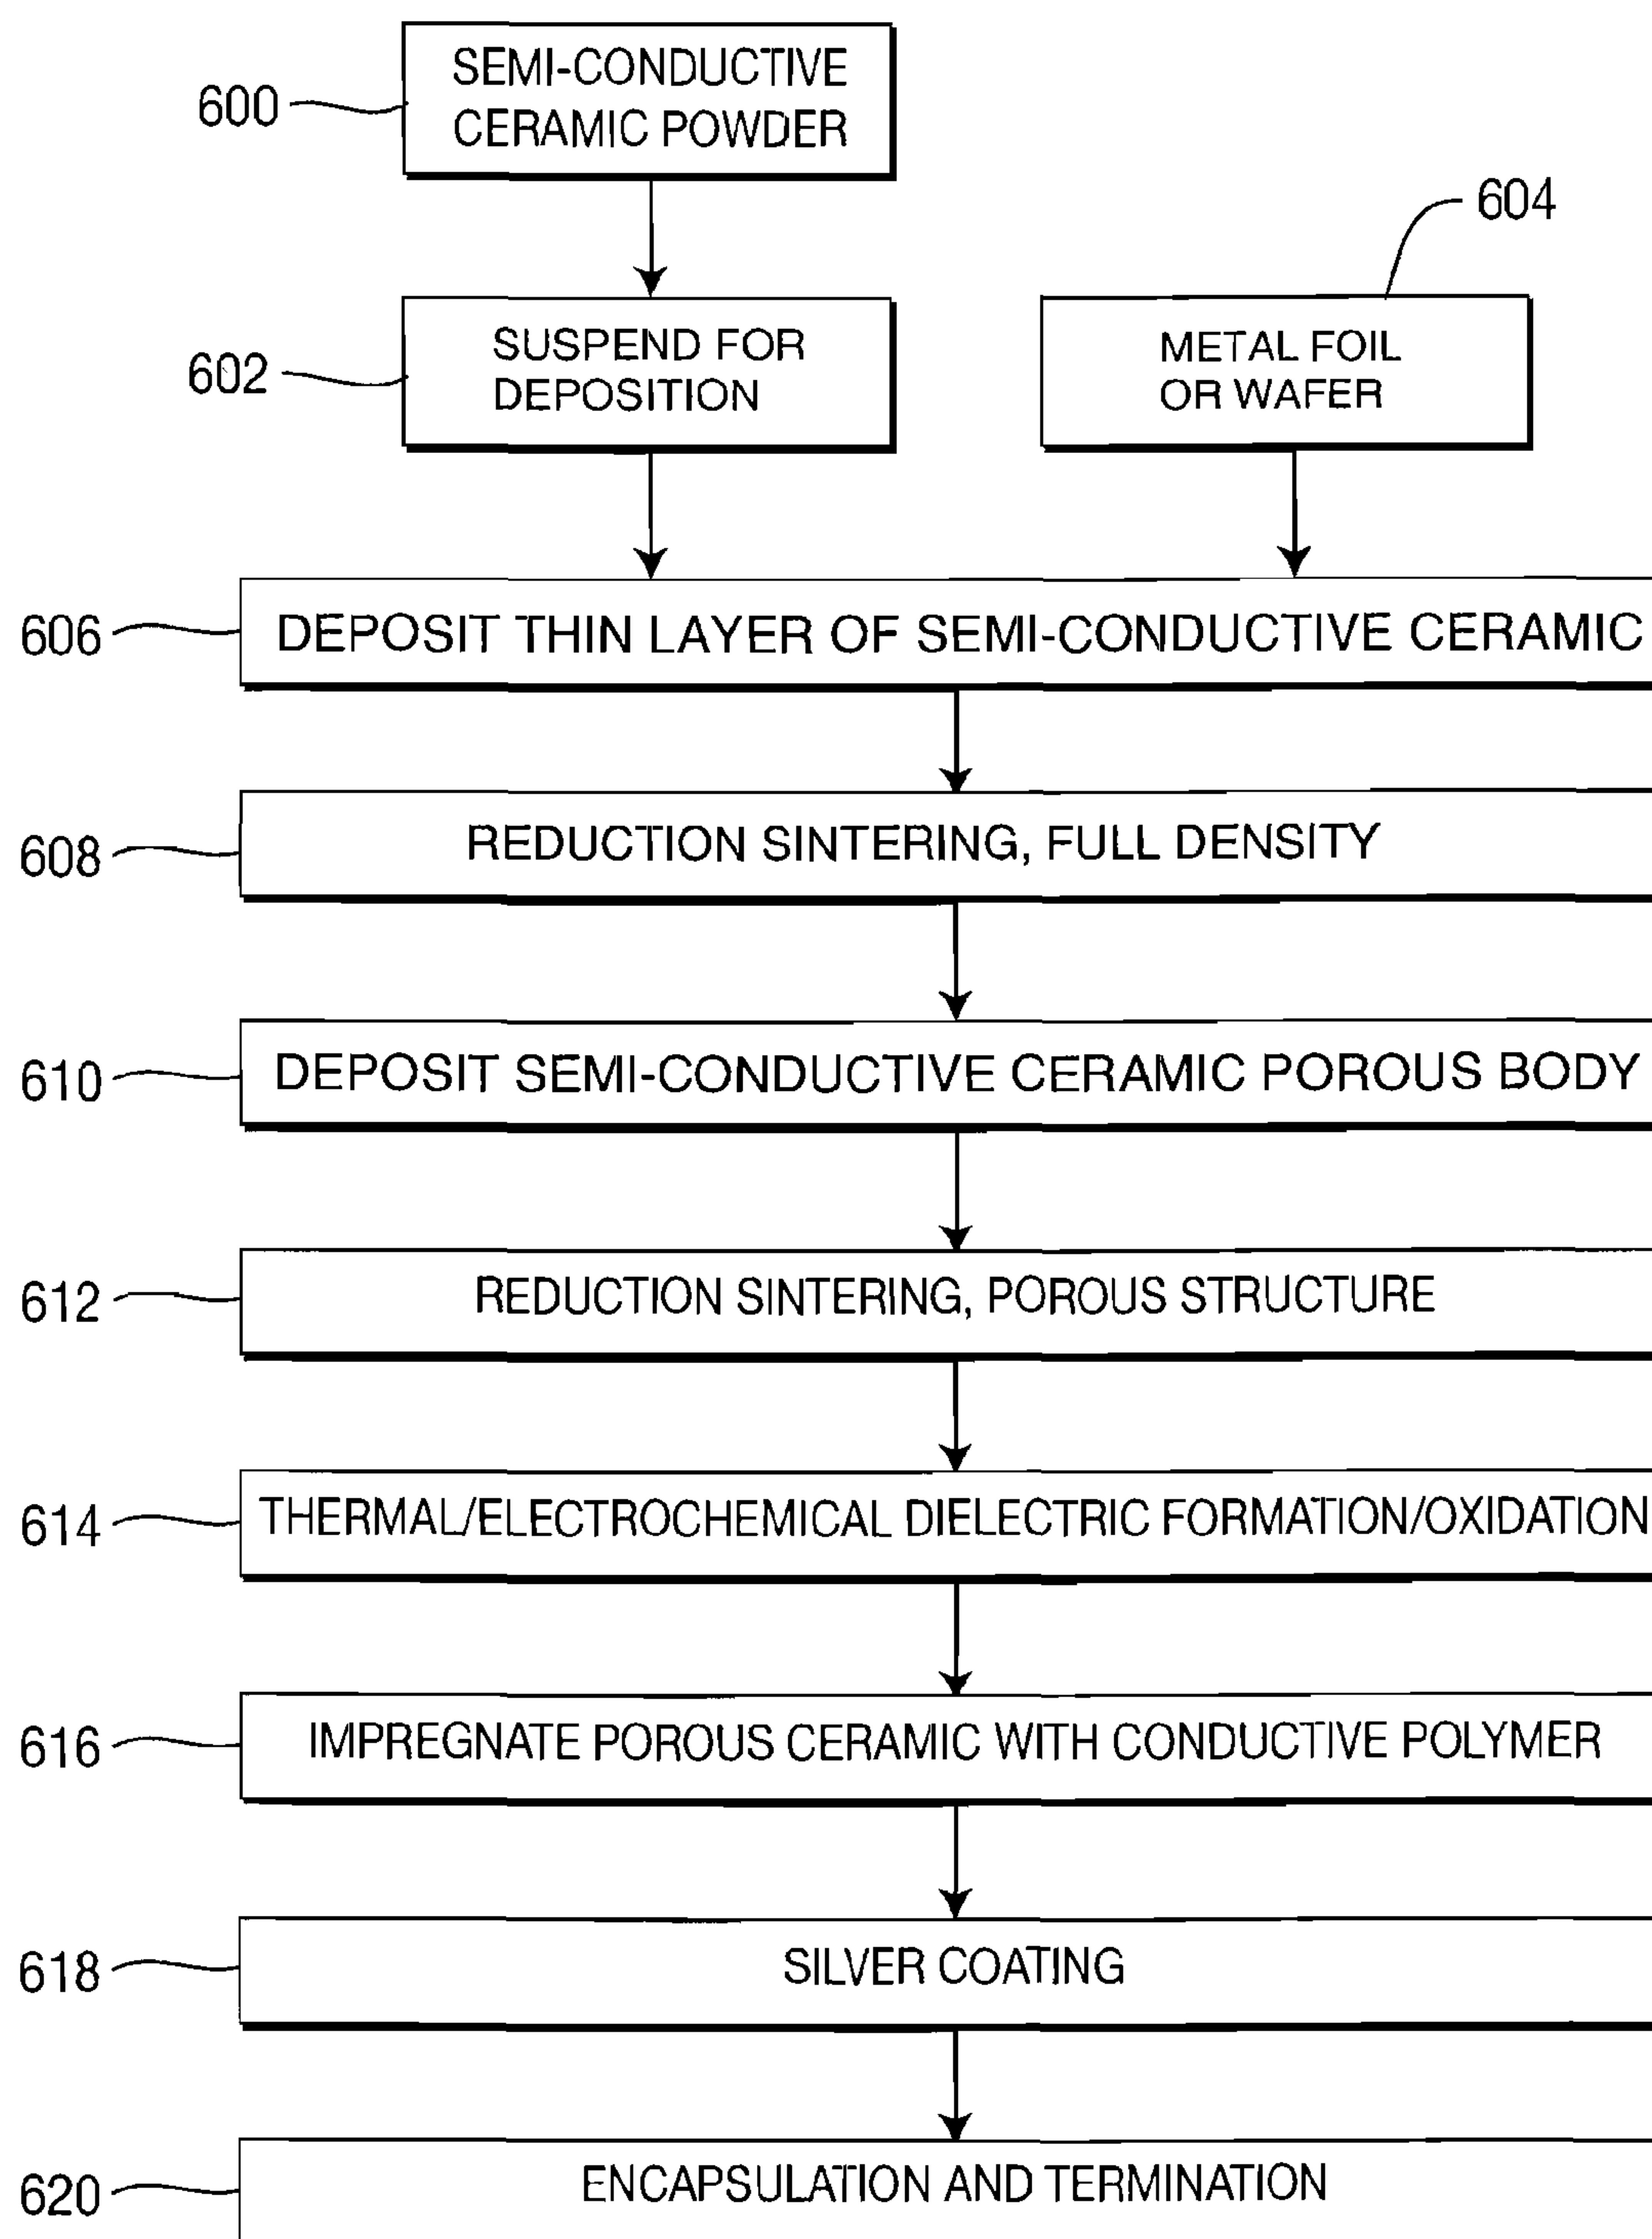 600
SEMI-CONDUCTIVE
CERAMIC POWDER
604
602
SUSPEND FOR
DEPOSITION
METAL FOIL
OR WAFER
606
DEPOSIT THIN LAYER OF SEMI-CONDUCTIVE CERAMIC
608
REDUCTION SINTERING, FULL DENSITY
610
DEPOSIT SEMI-CONDUCTIVE CERAMIC POROUS BODY
612
REDUCTION SINTERING, POROUS STRUCTURE
614
THERMAL/ELECTROCHEMICAL DIELECTRIC FORMATION/OXIDATION
616
IMPREGNATE POROUS CERAMIC WITH CONDUCTIVE POLYMER
618
SILVER COATING
620
ENCAPSULATION AND TERMINATION